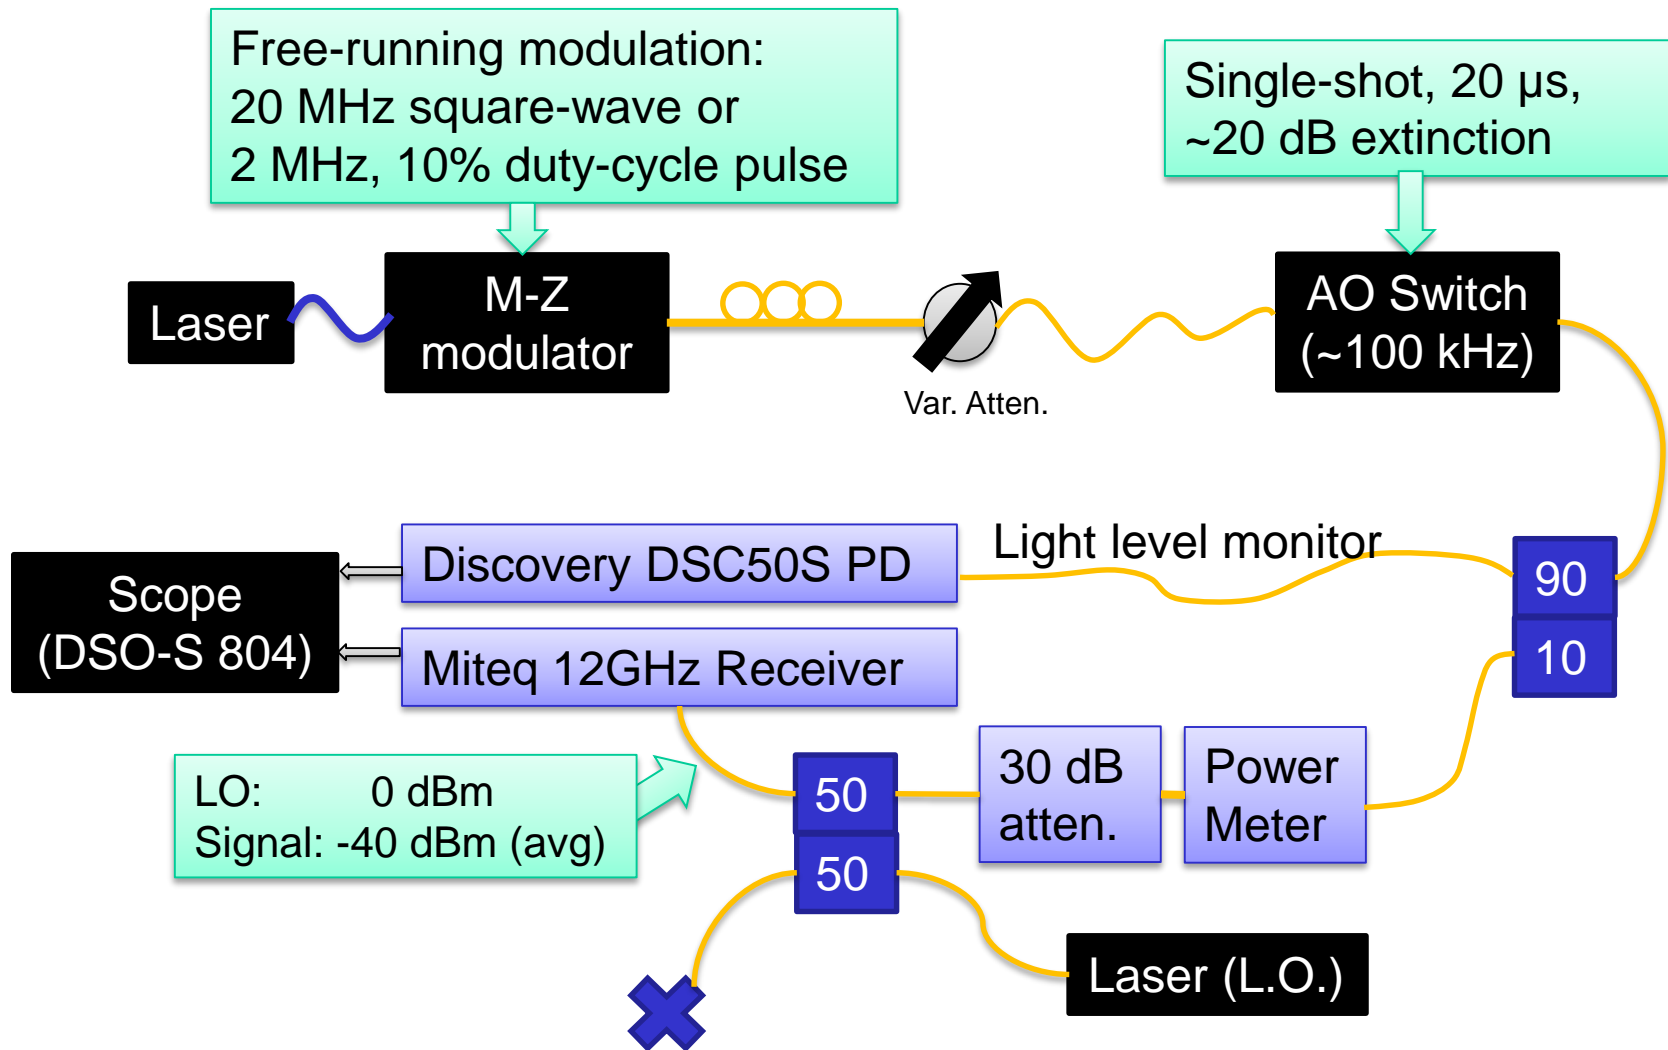 Free-running modulation:
20 MHz square-wave or
2 MHz, 10% duty-cycle pulse
Single-shot, 20 µs,
~20 dB extinction
Laser
M-Z
modulator
Var. Atten.
AO Switch
(~100 kHz)
Scope
(DSO-S 804)
Discovery DSC50S PD
Light level monitor
90
10
Miteq 12GHz Receiver
LO: 0 dBm
Signal: -40 dBm (avg)
50
50
30 dB
atten.
Power
Meter
Laser (L.O.)